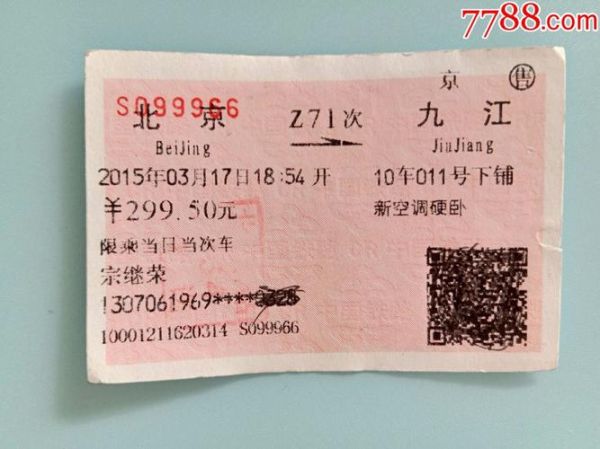 7788.com
京 售
S099966
北京 Z71次 九江
BeiJing JiuJiang
2015年03月17日18:54开 10车011号下铺
￥299.50元 新空调硬卧
限乘当日当次车
宗继荣
1307061969****
10001211620314 S099966